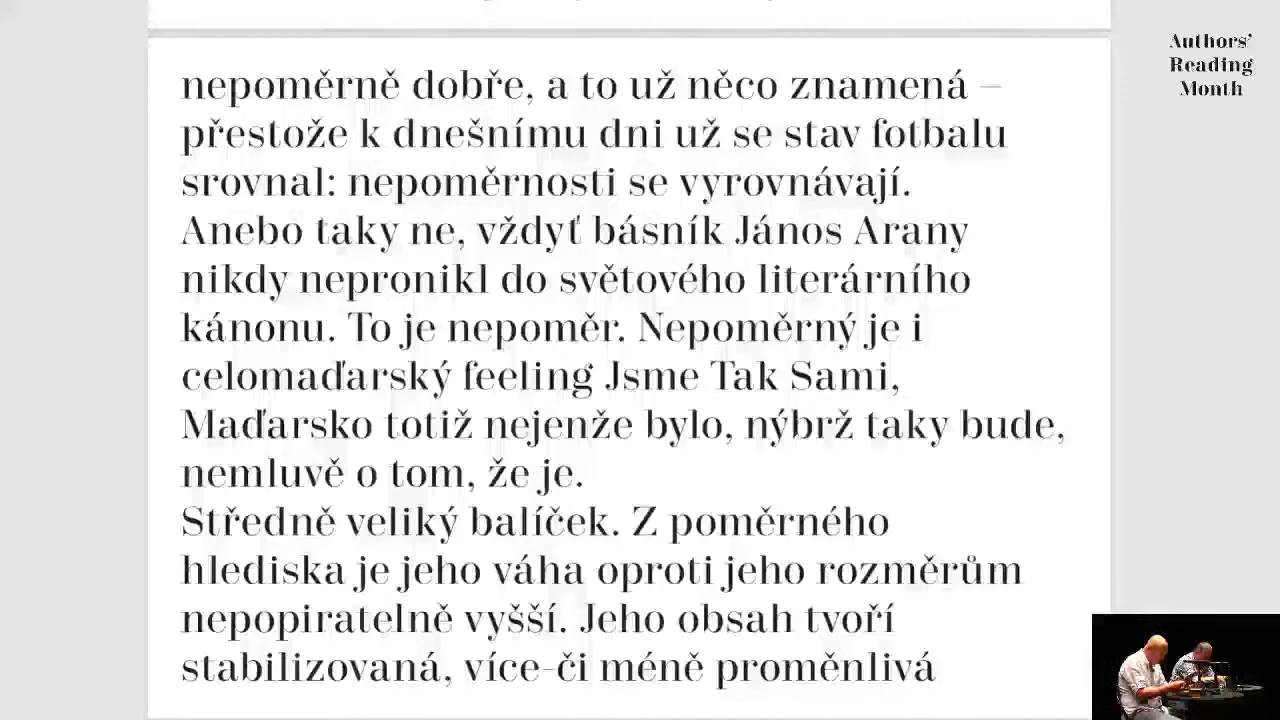 nepoměrně dobře, a to už něco znamená –
přestože k dnešnímu dni už se stav fotbalu
srovnal: nepoměrnosti se vyrovnávají.
Anebo taky ne, vždyť básník János Arany
nikdy nepronikl do světového literárního
kánonu. To je nepoměr. Nepoměrný je i
celomaďarský feeling Jsme Tak Sami,
Maďarsko totiž nejenže bylo, nýbrž taky bude,
nemluvě o tom, že je.
Středně veliký balíček. Z poměrného
hlediska je jeho váha oproti jeho rozměrům
nepopiratelně vyšší. Jeho obsah tvoří
stabilizovaná, více-či méně proměnlivá
Authors'
Reading
Month